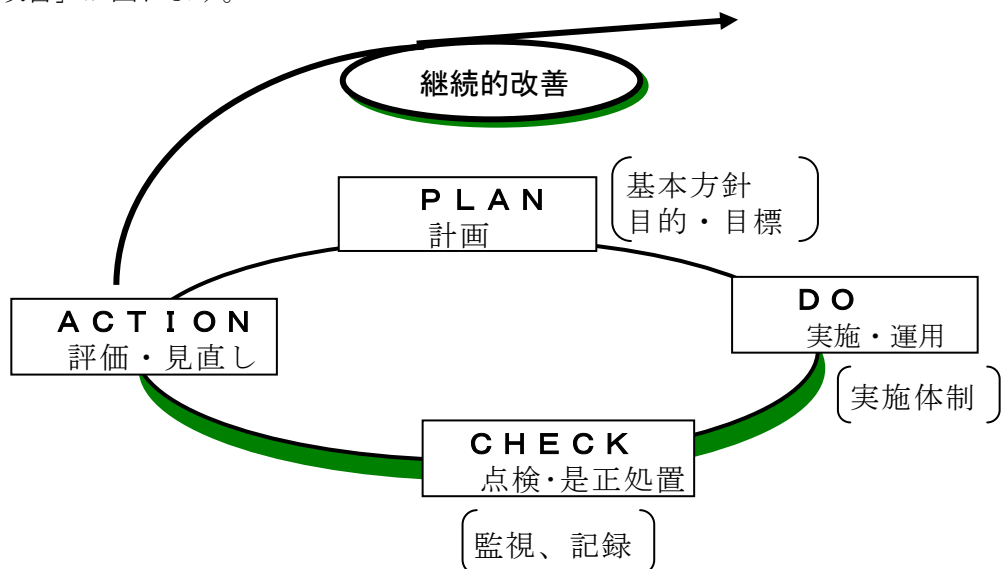 継続的改善
ＰＬＡＮ
計画
基本方針
目的・目標
ＤＯ
実施・運用
実施体制
ＡＣＴＩＯＮ
評価・見直し
ＣＨＥＣＫ
点検･是正処置
監視、記録